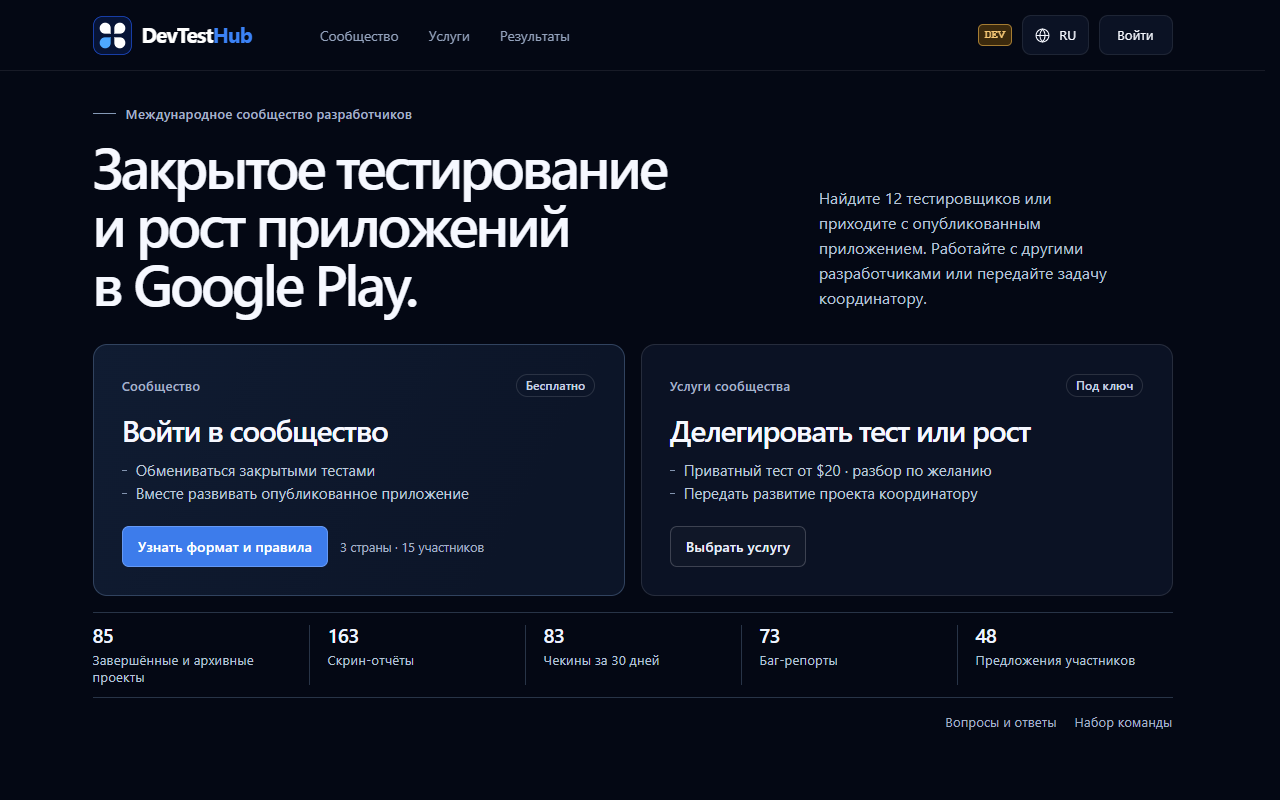 DevTestHub
Сообщество
Услуги
Результаты
DEV
RU
Войти
Международное сообщество разработчиков
Закрытое тестирование
и рост приложений
в Google Play.
Найдите 12 тестировщиков или
приходите с опубликованным
приложением. Работайте с другими
разработчиками или передайте задачу
координатору.
Сообщество
Бесплатно
Войти в сообщество
- Обмениваться закрытыми тестами
- Вместе развивать опубликованное приложение
Узнать формат и правила
3 страны · 15 участников
Услуги сообщества
Под ключ
Делегировать тест или рост
- Приватный тест от $20 · разбор по желанию
- Передать развитие проекта координатору
Выбрать услугу
85
Завершённые и архивные
проекты
163
Скрин-отчёты
83
Чекины за 30 дней
73
Баг-репорты
48
Предложения участников
Вопросы и ответы
Набор команды